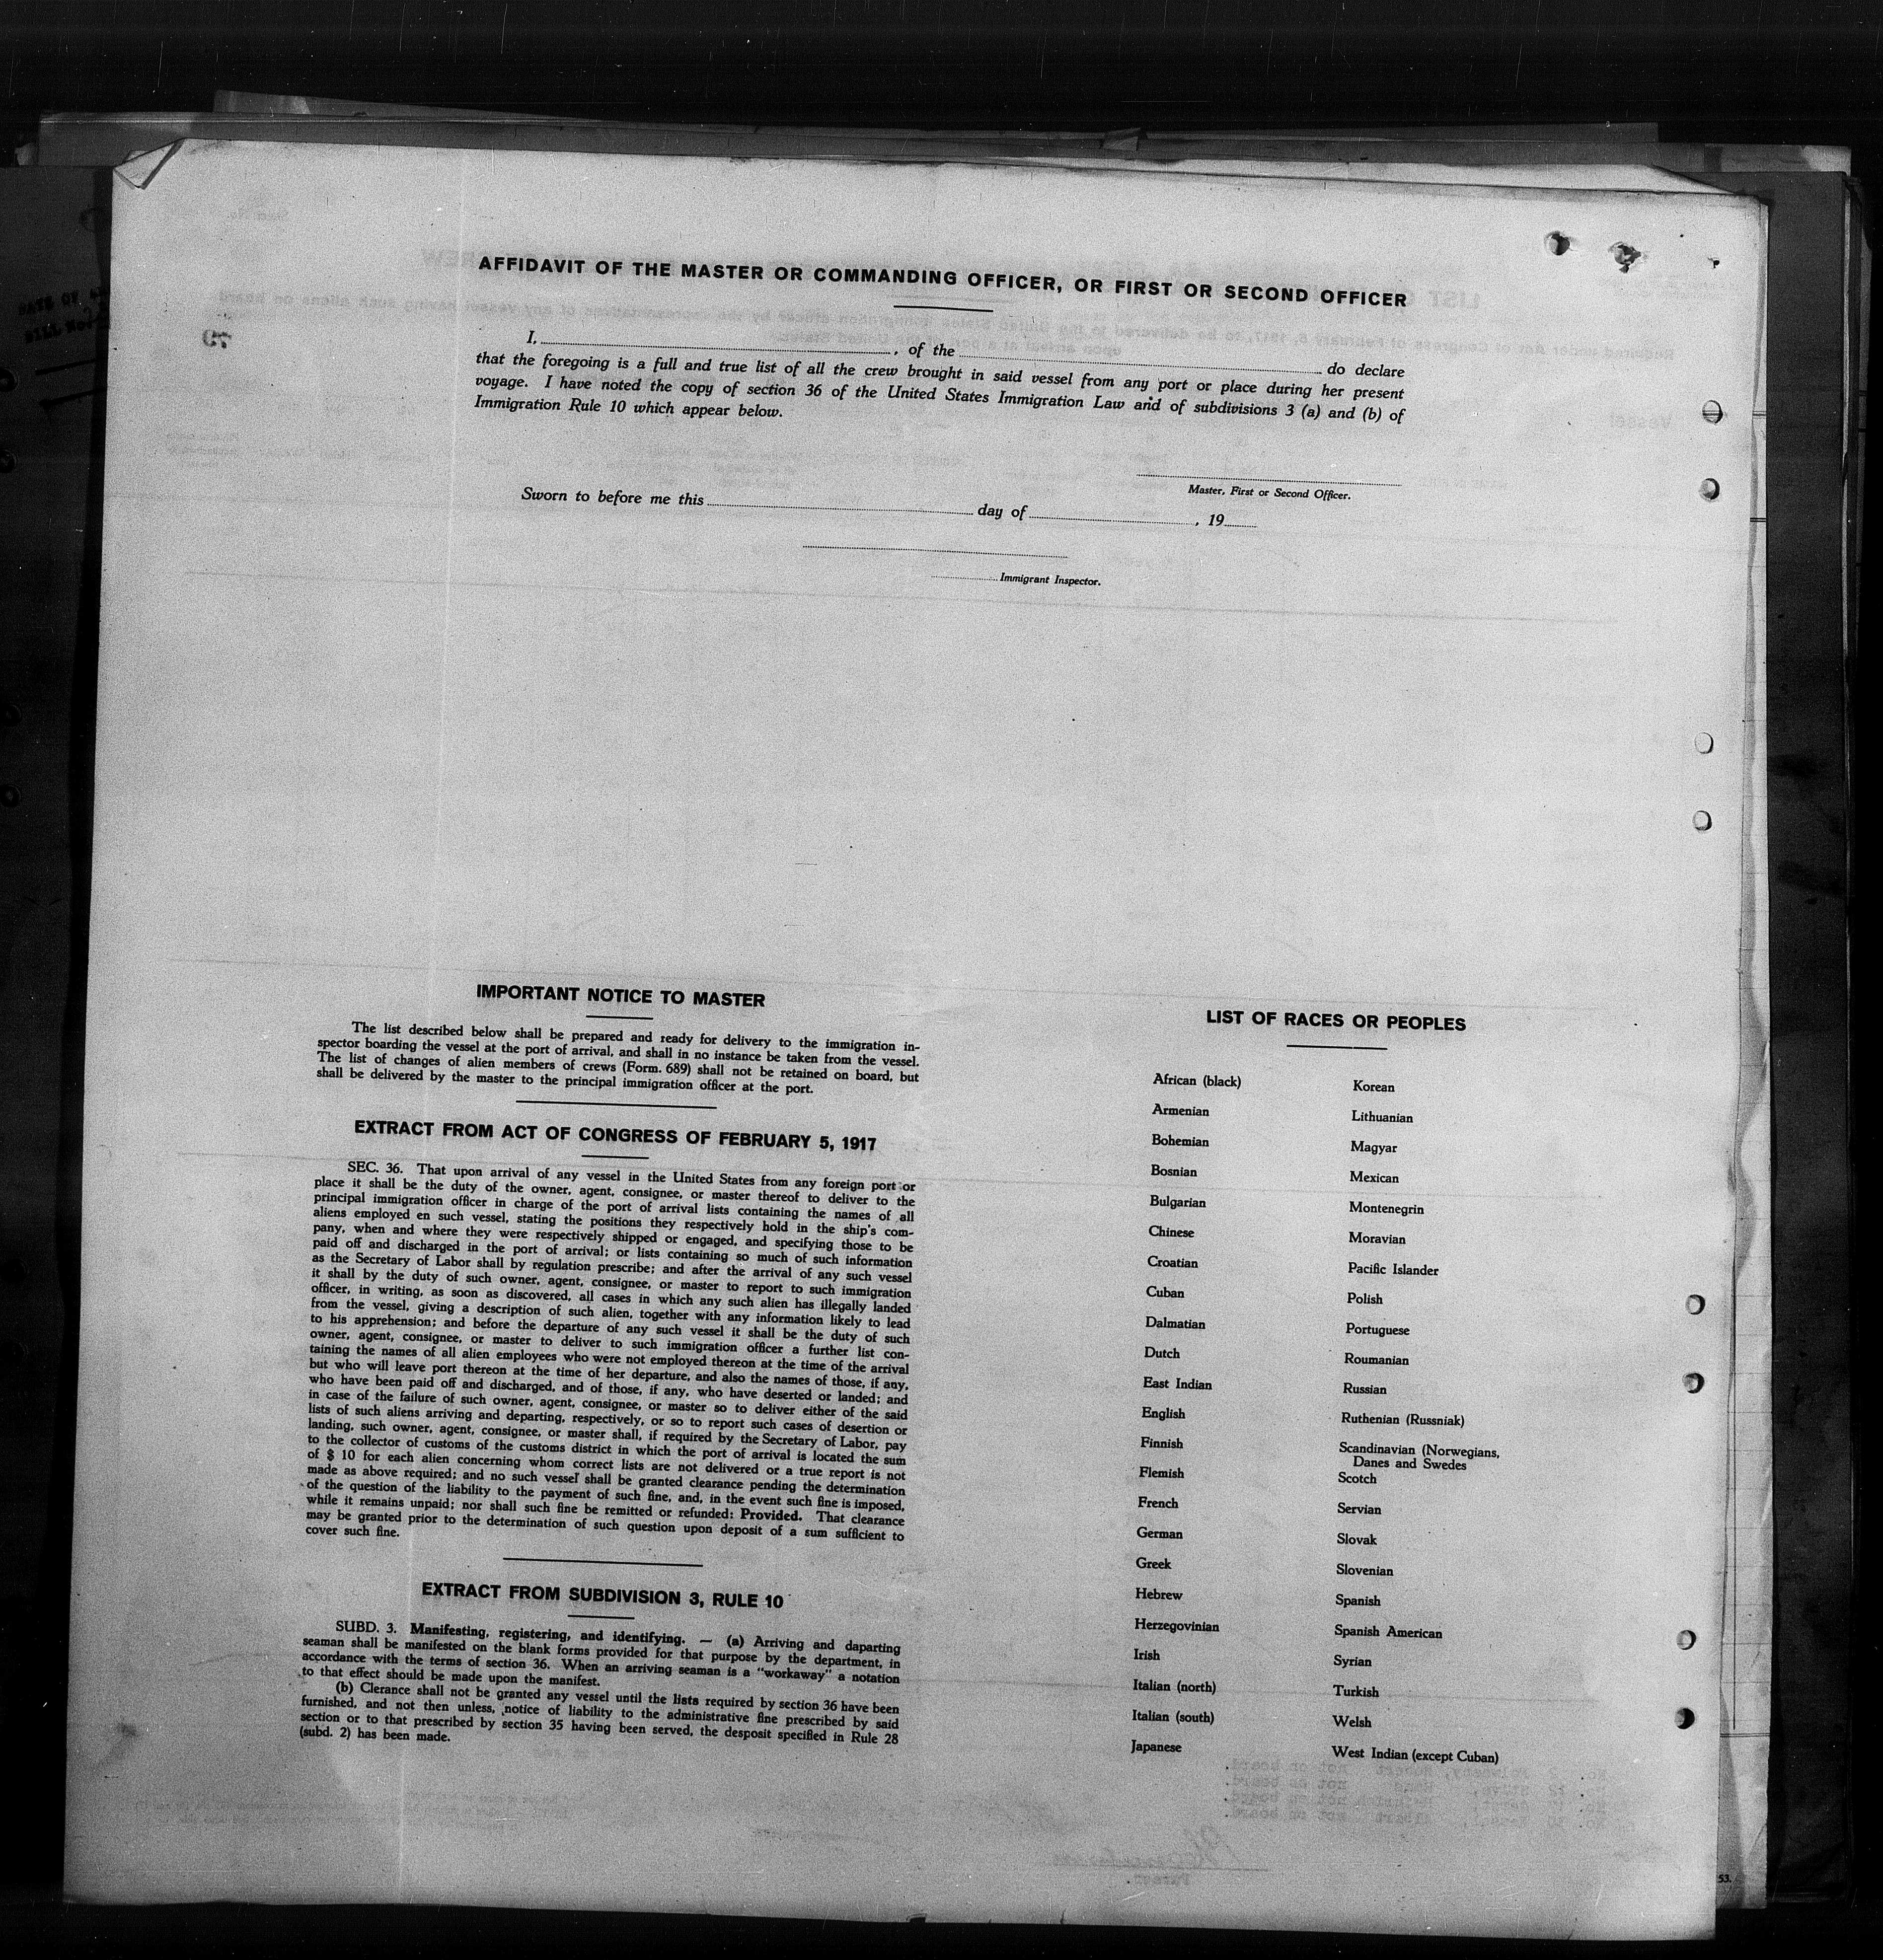 AFFIDAVIT OF THE MASTER OR COMMANDING OFFICER, OR FIRST OR SECOND OFFICER
I, , of the do declare
that the foregoing is a full and true list of all the crew brought in said vessel from any port or place during her present
voyage. I have noted the copy of section 36 of the United States Immigration Law and of subdivisions 3 (a) and (b) of
Immigration Rule 10 which appear below.
Master, First or Second Officer.
Sworn to before me this day of , 19
Immigrant Inspector.
IMPORTANT NOTICE TO MASTER
The list described below shall be prepared and ready for delivery to the immigration in-
spector boarding the vessel at the port of arrival, and shall in no instance be taken from the vessel.
The list of changes of alien members of crews (Form. 689) shall not be retained on board, but
shall be delivered by the master to the principal immigration officer at the port.
EXTRACT FROM ACT OF CONGRESS OF FEBRUARY 5, 1917
SEC. 36. That upon arrival of any vessel in the United States from any foreign port or
place it shall be the duty of the owner, agent, consignee, or master thereof to deliver to the
principal immigration officer in charge of the port of arrival lists containing the names of all
aliens employed en such vessel, stating the positions they respectively hold in the ship's com-
pany, when and where they were respectively shipped or engaged, and specifying those to be
paid off and discharged in the port of arrival; or lists containing so much of such information
as the Secretary of Labor shall by regulation prescribe; and after the arrival of any such vessel
it shall by the duty of such owner, agent, consignee, or master to report to such immigration
officer, in writing, as soon as discovered, all cases in which any such alien has illegally landed
from the vessel, giving a description of such alien, together with any information likely to lead
to his apprehension; and before the departure of any such vessel it shall be the duty of such
owner, agent, consignee, or master to deliver to such immigration officer a further list con-
taining the names of all alien employees who were not employed thereon at the time of the arrival
but who will leave port thereon at the time of her departure, and also the names of those, if any,
who have been paid off and discharged, and of those, if any, who have deserted or landed; and
in case of the failure of such owner, agent, consignee, or master so to deliver either of the said
lists of such aliens arriving and departing, respectively, or so to report such cases of desertion or
landing, such owner, agent, consignee, or master shall, if required by the Secretary of Labor, pay
to the collector of customs of the customs district in which the port of arrival is located the sum
of $ 10 for each alien concerning whom correct lists are not delivered or a true report is not
made as above required; and no such vessel shall be granted clearance pending the determination
of the question of the liability to the payment of such fine, and, in the event such fine is imposed,
while it remains unpaid; nor shall such fine be remitted or refunded: Provided. That clearance
may be granted prior to the determination of such question upon deposit of a sum sufficient to
cover such fine.
EXTRACT FROM SUBDIVISION 3, RULE 10
SUBD. 3. Manifesting, registering, and identifying. — (a) Arriving and daparting
seaman shall be manifested on the blank forms provided for that purpose by the department, in
accordance with the terms of section 36. When an arriving seaman is a "workaway" a notation
to that effect should be made upon the manifest.
(b) Clerance shall not be granted any vessel until the lists required by section 36 have been
furnished, and not then unless, notice of liability to the administrative fine prescribed by said
section or to that prescribed by section 35 having been served, the desposit specified in Rule 28
(subd. 2) has been made.
LIST OF RACES OR PEOPLES
African (black)
Armenian
Bohemian
Bosnian
Bulgarian
Chinese
Croatian
Cuban
Dalmatian
Dutch
East Indian
English
Finnish
Flemish
French
German
Greek
Hebrew
Herzegovinian
Irish
Italian (north)
Italian (south)
Japanese
Korean
Lithuanian
Magyar
Mexican
Montenegrin
Moravian
Pacific Islander
Polish
Portuguese
Roumanian
Russian
Ruthenian (Russniak)
Scandinavian (Norwegians,
Danes and Swedes
Scotch
Servian
Slovak
Slovenian
Spanish
Spanish American
Syrian
Turkish
Welsh
West Indian (except Cuban)
53.